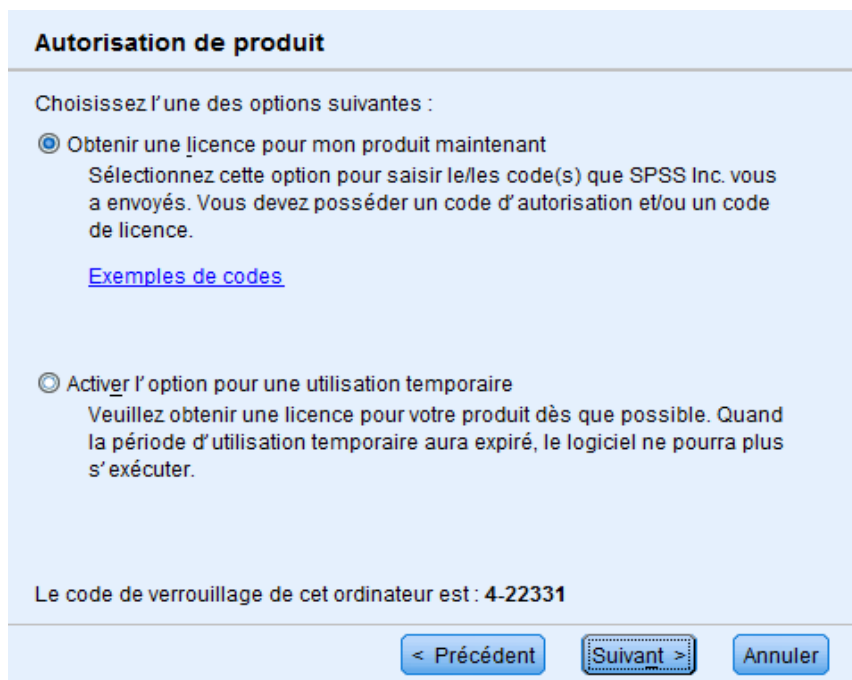 Autorisation de produit
Choisissez l'une des options suivantes :
Obtenir une licence pour mon produit maintenant
Sélectionnez cette option pour saisir le/les code(s) que SPSS Inc. vous
a envoyés. Vous devez posséder un code d'autorisation et/ou un code
de licence.
Exemples de codes
Activer l'option pour une utilisation temporaire
Veuillez obtenir une licence pour votre produit dès que possible. Quand
la période d'utilisation temporaire aura expiré, le logiciel ne pourra plus
s'exécuter.
Le code de verrouillage de cet ordinateur est : 4-22331
< Précédent Suivant > Annuler